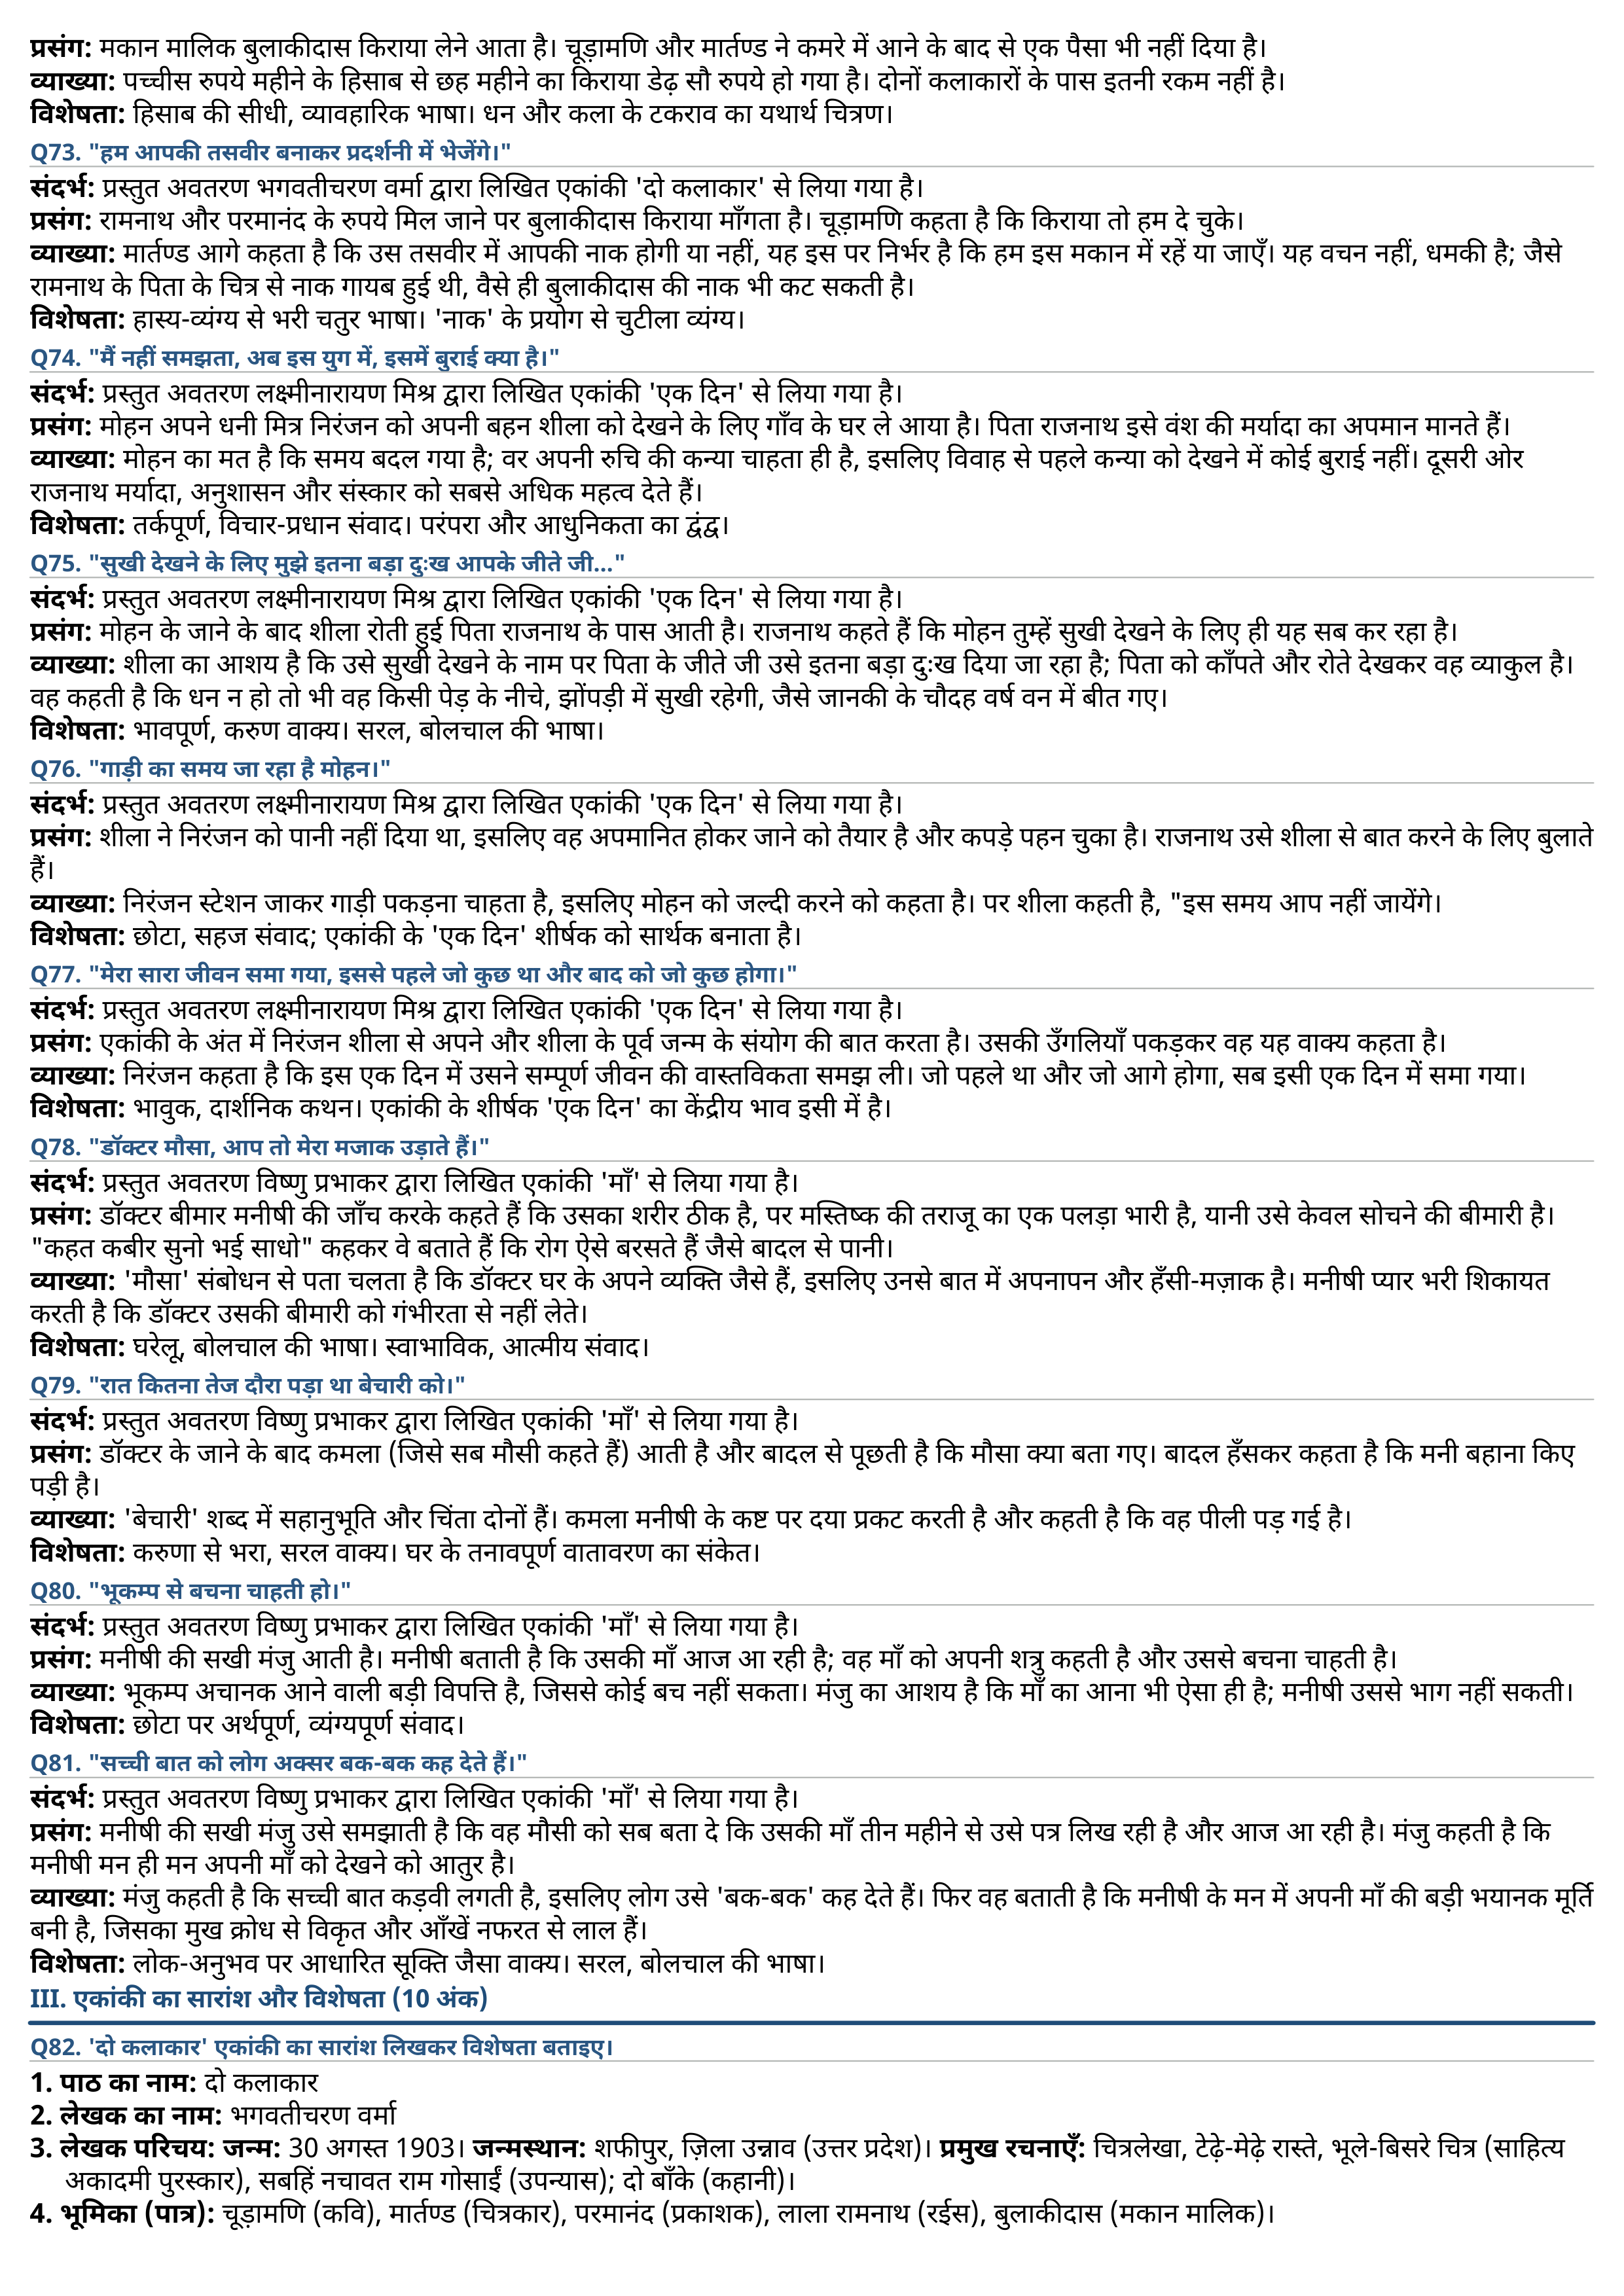 प्रसंग: मकान मालिक बुलाकीदास किराया लेने आता है। चूड़ामणि और मार्तण्ड ने कमरे में आने के बाद से एक पैसा भी नहीं दिया है।
व्याख्या: पच्चीस रुपये महीने के हिसाब से छह महीने का किराया डेढ़ सौ रुपये हो गया है। दोनों कलाकारों के पास इतनी रकम नहीं है।
विशेषता: हिसाब की सीधी, व्यावहारिक भाषा। धन और कला के टकराव का यथार्थ चित्रण।
Q73. "हम आपकी तसवीर बनाकर प्रदर्शनी में भेजेंगे।"
संदर्भ: प्रस्तुत अवतरण भगवतीचरण वर्मा द्वारा लिखित एकांकी 'दो कलाकार' से लिया गया है।
प्रसंग: रामनाथ और परमानंद के रुपये मिल जाने पर बुलाकीदास किराया माँगता है। चूड़ामणि कहता है कि किराया तो हम दे चुके।
व्याख्या: मार्तण्ड आगे कहता है कि उस तसवीर में आपकी नाक होगी या नहीं, यह इस पर निर्भर है कि हम इस मकान में रहें या जाएँ। यह वचन नहीं, धमकी है; जैसे
रामनाथ के पिता के चित्र से नाक गायब हुई थी, वैसे ही बुलाकीदास की नाक भी कट सकती है।
विशेषता: हास्य-व्यंग्य से भरी चतुर भाषा। 'नाक' के प्रयोग से चुटीला व्यंग्य।
Q74. "मैं नहीं समझता, अब इस युग में, इसमें बुराई क्या है।"
संदर्भ: प्रस्तुत अवतरण लक्ष्मीनारायण मिश्र द्वारा लिखित एकांकी 'एक दिन' से लिया गया है।
प्रसंग: मोहन अपने धनी मित्र निरंजन को अपनी बहन शीला को देखने के लिए गाँव के घर ले आया है। पिता राजनाथ इसे वंश की मर्यादा का अपमान मानते हैं।
व्याख्या: मोहन का मत है कि समय बदल गया है; वर अपनी रुचि की कन्या चाहता ही है, इसलिए विवाह से पहले कन्या को देखने में कोई बुराई नहीं। दूसरी ओर
राजनाथ मर्यादा, अनुशासन और संस्कार को सबसे अधिक महत्व देते हैं।
विशेषता: तर्कपूर्ण, विचार-प्रधान संवाद। परंपरा और आधुनिकता का द्वंद्व।
Q75. "सुखी देखने के लिए मुझे इतना बड़ा दुःख आपके जीते जी..."
संदर्भ: प्रस्तुत अवतरण लक्ष्मीनारायण मिश्र द्वारा लिखित एकांकी 'एक दिन' से लिया गया है।
प्रसंग: मोहन के जाने के बाद शीला रोती हुई पिता राजनाथ के पास आती है। राजनाथ कहते हैं कि मोहन तुम्हें सुखी देखने के लिए ही यह सब कर रहा है।
व्याख्या: शीला का आशय है कि उसे सुखी देखने के नाम पर पिता के जीते जी उसे इतना बड़ा दुःख दिया जा रहा है; पिता को काँपते और रोते देखकर वह व्याकुल है।
वह कहती है कि धन न हो तो भी वह किसी पेड़ के नीचे, झोंपड़ी में सुखी रहेगी, जैसे जानकी के चौदह वर्ष वन में बीत गए।
विशेषता: भावपूर्ण, करुण वाक्य। सरल, बोलचाल की भाषा।
Q76. "गाड़ी का समय जा रहा है मोहन।"
संदर्भ: प्रस्तुत अवतरण लक्ष्मीनारायण मिश्र द्वारा लिखित एकांकी 'एक दिन' से लिया गया है।
प्रसंग: शीला ने निरंजन को पानी नहीं दिया था, इसलिए वह अपमानित होकर जाने को तैयार है और कपड़े पहन चुका है। राजनाथ उसे शीला से बात करने के लिए बुलाते
हैं।
व्याख्या: निरंजन स्टेशन जाकर गाड़ी पकड़ना चाहता है, इसलिए मोहन को जल्दी करने को कहता है। पर शीला कहती है, "इस समय आप नहीं जायेंगे।
विशेषता: छोटा, सहज संवाद; एकांकी के 'एक दिन' शीर्षक को सार्थक बनाता है।
Q77. "मेरा सारा जीवन समा गया, इससे पहले जो कुछ था और बाद को जो कुछ होगा।"
संदर्भ: प्रस्तुत अवतरण लक्ष्मीनारायण मिश्र द्वारा लिखित एकांकी 'एक दिन' से लिया गया है।
प्रसंग: एकांकी के अंत में निरंजन शीला से अपने और शीला के पूर्व जन्म के संयोग की बात करता है। उसकी उँगलियाँ पकड़कर वह यह वाक्य कहता है।
व्याख्या: निरंजन कहता है कि इस एक दिन में उसने सम्पूर्ण जीवन की वास्तविकता समझ ली। जो पहले था और जो आगे होगा, सब इसी एक दिन में समा गया।
विशेषता: भावुक, दार्शनिक कथन। एकांकी के शीर्षक 'एक दिन' का केंद्रीय भाव इसी में है।
Q78. "डॉक्टर मौसा, आप तो मेरा मजाक उड़ाते हैं।"
संदर्भ: प्रस्तुत अवतरण विष्णु प्रभाकर द्वारा लिखित एकांकी 'माँ' से लिया गया है।
प्रसंग: डॉक्टर बीमार मनीषी की जाँच करके कहते हैं कि उसका शरीर ठीक है, पर मस्तिष्क की तराजू का एक पलड़ा भारी है, यानी उसे केवल सोचने की बीमारी है।
"कहत कबीर सुनो भई साधो" कहकर वे बताते हैं कि रोग ऐसे बरसते हैं जैसे बादल से पानी।
व्याख्या: 'मौसा' संबोधन से पता चलता है कि डॉक्टर घर के अपने व्यक्ति जैसे हैं, इसलिए उनसे बात में अपनापन और हँसी-मज़ाक है। मनीषी प्यार भरी शिकायत
करती है कि डॉक्टर उसकी बीमारी को गंभीरता से नहीं लेते।
विशेषता: घरेलू, बोलचाल की भाषा। स्वाभाविक, आत्मीय संवाद।
Q79. "रात कितना तेज दौरा पड़ा था बेचारी को।"
संदर्भ: प्रस्तुत अवतरण विष्णु प्रभाकर द्वारा लिखित एकांकी 'माँ' से लिया गया है।
प्रसंग: डॉक्टर के जाने के बाद कमला (जिसे सब मौसी कहते हैं) आती है और बादल से पूछती है कि मौसा क्या बता गए। बादल हँसकर कहता है कि मनी बहाना किए
पड़ी है।
व्याख्या: 'बेचारी' शब्द में सहानुभूति और चिंता दोनों हैं। कमला मनीषी के कष्ट पर दया प्रकट करती है और कहती है कि वह पीली पड़ गई है।
विशेषता: करुणा से भरा, सरल वाक्य। घर के तनावपूर्ण वातावरण का संकेत।
Q80. "भूकम्प से बचना चाहती हो।"
संदर्भ: प्रस्तुत अवतरण विष्णु प्रभाकर द्वारा लिखित एकांकी 'माँ' से लिया गया है।
प्रसंग: मनीषी की सखी मंजु आती है। मनीषी बताती है कि उसकी माँ आज आ रही है; वह माँ को अपनी शत्रु कहती है और उससे बचना चाहती है।
व्याख्या: भूकम्प अचानक आने वाली बड़ी विपत्ति है, जिससे कोई बच नहीं सकता। मंजु का आशय है कि माँ का आना भी ऐसा ही है; मनीषी उससे भाग नहीं सकती।
विशेषता: छोटा पर अर्थपूर्ण, व्यंग्यपूर्ण संवाद।
Q81. "सच्ची बात को लोग अक्सर बक-बक कह देते हैं।"
संदर्भ: प्रस्तुत अवतरण विष्णु प्रभाकर द्वारा लिखित एकांकी 'माँ' से लिया गया है।
प्रसंग: मनीषी की सखी मंजु उसे समझाती है कि वह मौसी को सब बता दे कि उसकी माँ तीन महीने से उसे पत्र लिख रही है और आज आ रही है। मंजु कहती है कि
मनीषी मन ही मन अपनी माँ को देखने को आतुर है।
व्याख्या: मंजु कहती है कि सच्ची बात कड़वी लगती है, इसलिए लोग उसे 'बक-बक' कह देते हैं। फिर वह बताती है कि मनीषी के मन में अपनी माँ की बड़ी भयानक मूर्ति
बनी है, जिसका मुख क्रोध से विकृत और आँखें नफरत से लाल हैं।
विशेषता: लोक-अनुभव पर आधारित सूक्ति जैसा वाक्य। सरल, बोलचाल की भाषा।
III. एकांकी का सारांश और विशेषता (10 अंक)
Q82. 'दो कलाकार' एकांकी का सारांश लिखकर विशेषता बताइए।
1. पाठ का नाम: दो कलाकार
2. लेखक का नाम: भगवतीचरण वर्मा
3. लेखक परिचय: जन्म: 30 अगस्त 1903। जन्मस्थान: शफीपुर, ज़िला उन्नाव (उत्तर प्रदेश)। प्रमुख रचनाएँ: चित्रलेखा, टेढ़े-मेढ़े रास्ते, भूले-बिसरे चित्र (साहित्य
अकादमी पुरस्कार), सबहिं नचावत राम गोसाईं (उपन्यास); दो बाँके (कहानी)।
4. भूमिका (पात्र): चूड़ामणि (कवि), मार्तण्ड (चित्रकार), परमानंद (प्रकाशक), लाला रामनाथ (रईस), बुलाकीदास (मकान मालिक)।